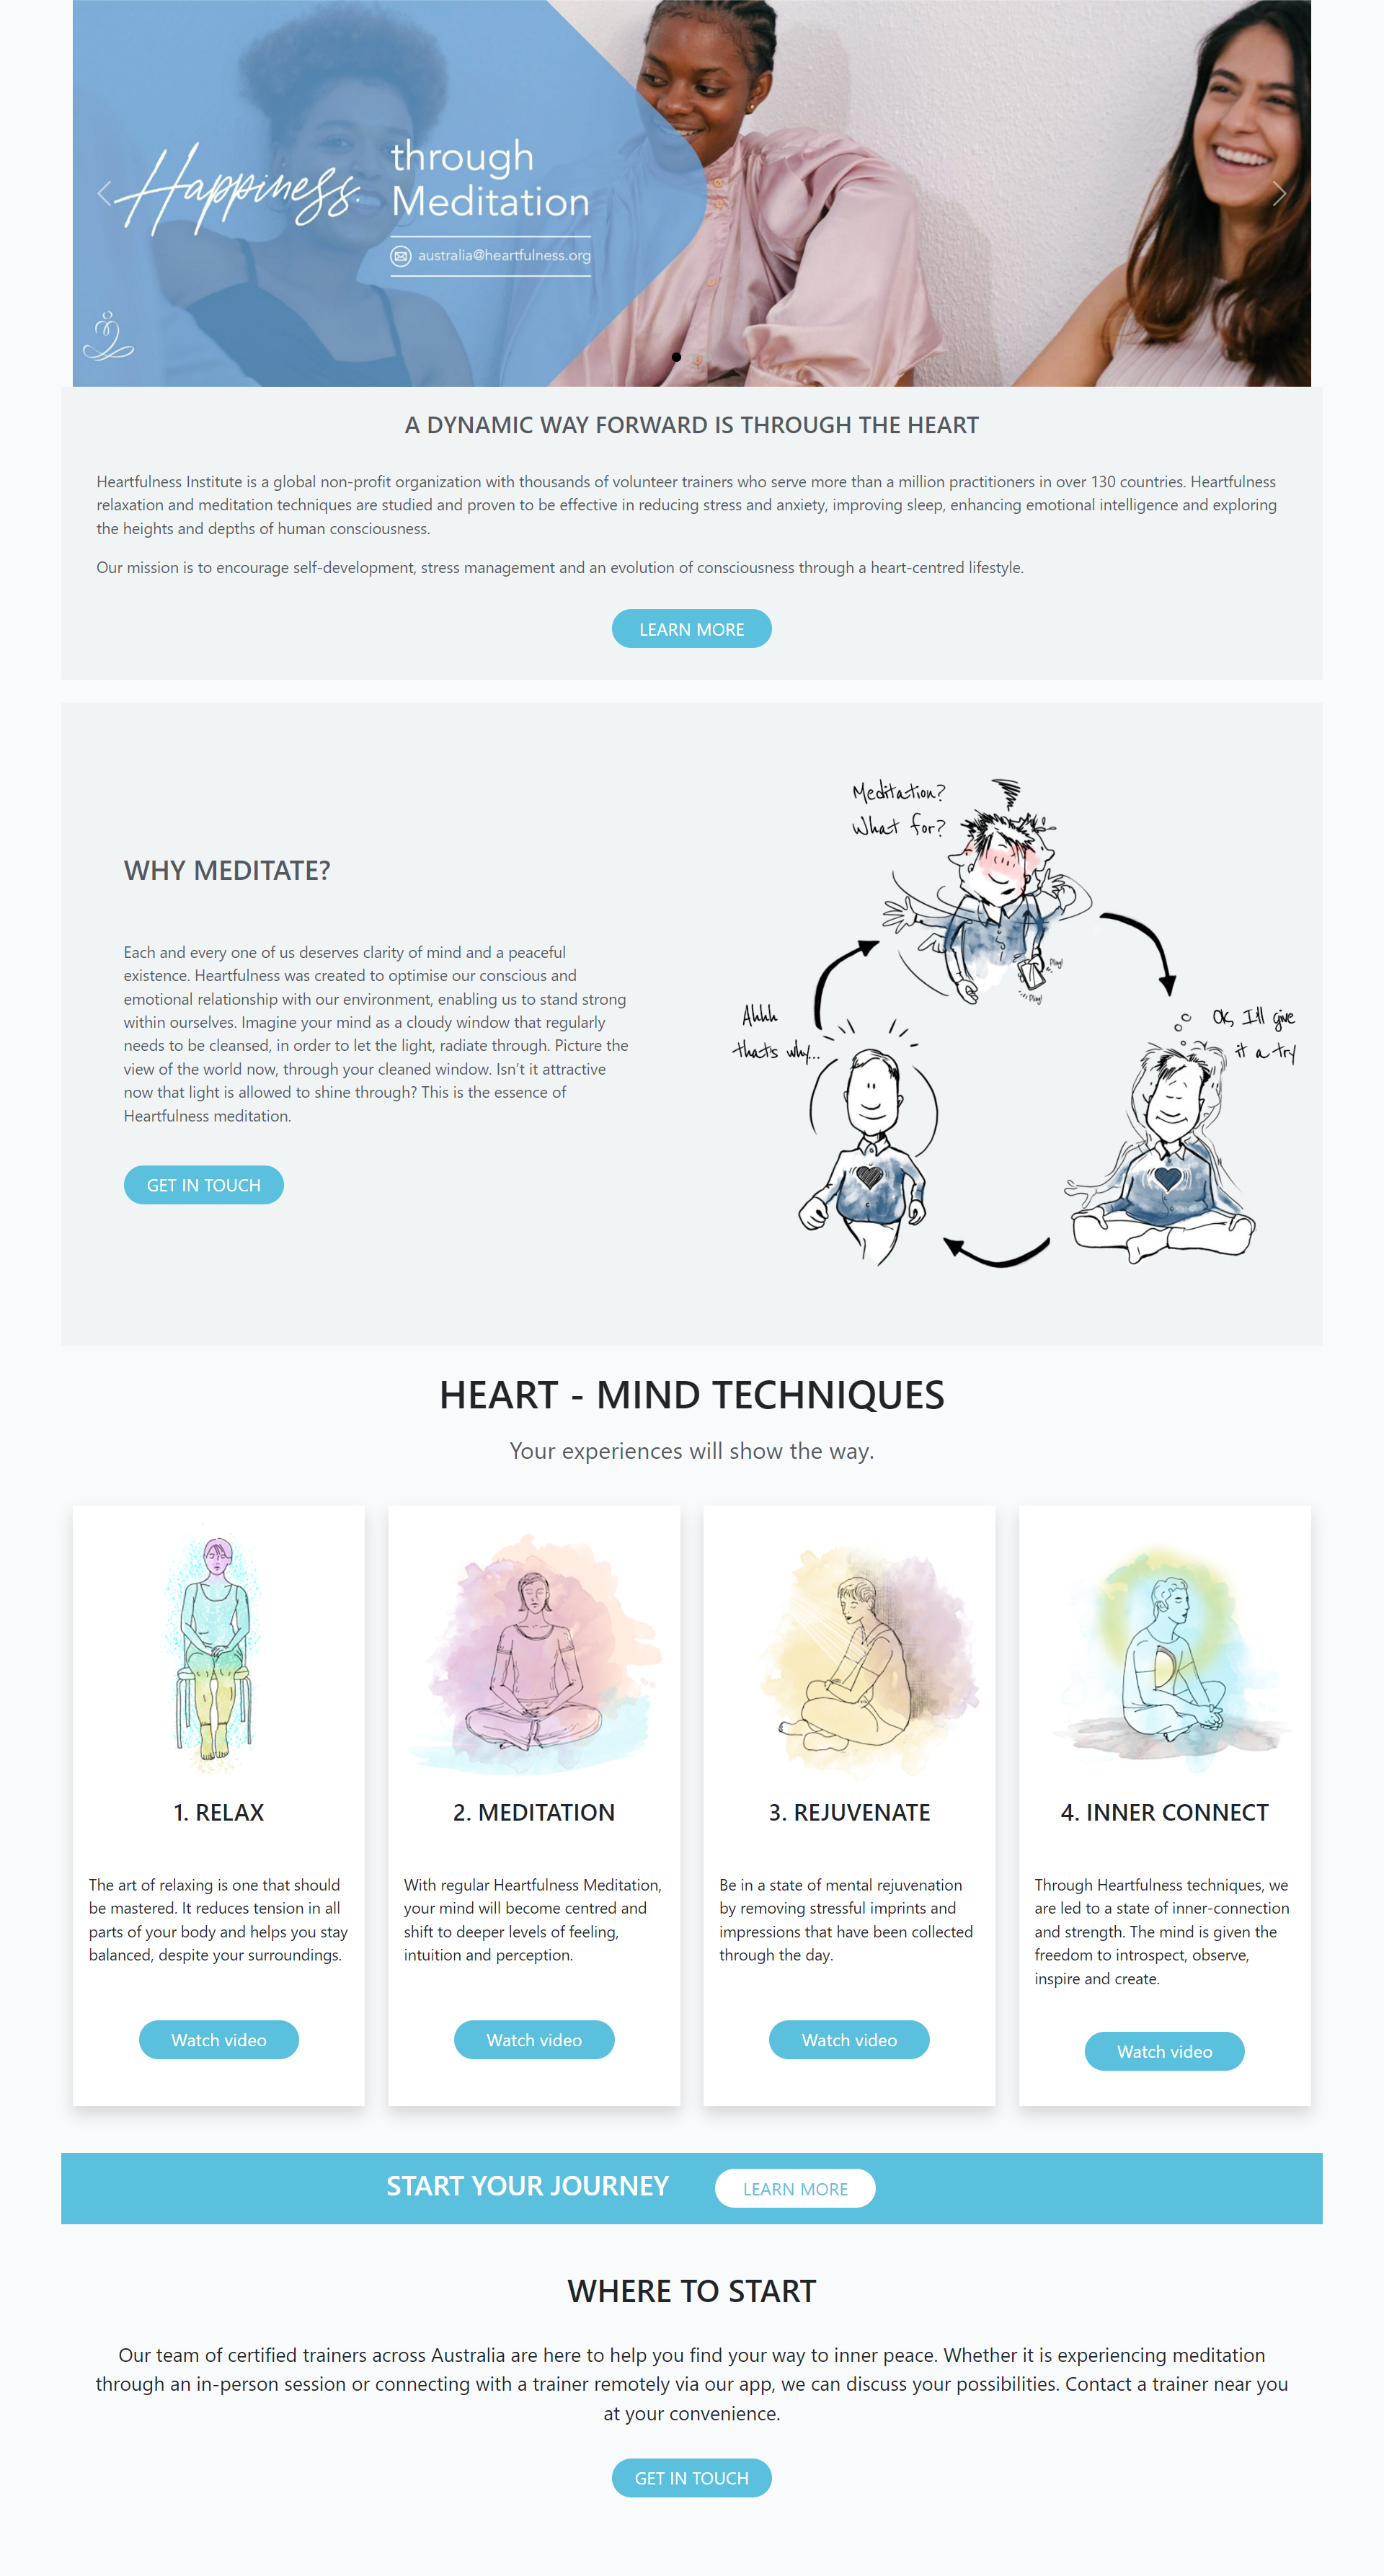 Happiness.
through
Meditation
australia@heartfulness.org
A DYNAMIC WAY FORWARD IS THROUGH THE HEART
Heartfulness Institute is a global non-profit organization with thousands of volunteer trainers who serve more than a million practitioners in over 130 countries. Heartfulness
relaxation and meditation techniques are studied and proven to be effective in reducing stress and anxiety, improving sleep, enhancing emotional intelligence and exploring
the heights and depths of human consciousness.
Our mission is to encourage self-development, stress management and an evolution of consciousness through a heart-centred lifestyle.
LEARN MORE
WHY MEDITATE?
Each and every one of us deserves clarity of mind and a peaceful
existence. Heartfulness was created to optimise our conscious and
emotional relationship with our environment, enabling us to stand strong
within ourselves. Imagine your mind as a cloudy window that regularly
needs to be cleansed, in order to let the light, radiate through. Picture the
view of the world now, through your cleaned window. Isn't it attractive
now that light is allowed to shine through? This is the essence of
Heartfulness meditation.
GET IN TOUCH
Meditation?
What for?
Pling!
Pling!
Ok, I'll give
it a try
Ahhh
that's why...
HEART - MIND TECHNIQUES
Your experiences will show the way.
1. RELAX
The art of relaxing is one that should
be mastered. It reduces tension in all
parts of your body and helps you stay
balanced, despite your surroundings.
Watch video
2. MEDITATION
With regular Heartfulness Meditation,
your mind will become centred and
shift to deeper levels of feeling,
intuition and perception.
Watch video
3. REJUVENATE
Be in a state of mental rejuvenation
by removing stressful imprints and
impressions that have been collected
through the day.
Watch video
4. INNER CONNECT
Through Heartfulness techniques, we
are led to a state of inner-connection
and strength. The mind is given the
freedom to introspect, observe,
inspire and create.
Watch video
START YOUR JOURNEY
LEARN MORE
WHERE TO START
Our team of certified trainers across Australia are here to help you find your way to inner peace. Whether it is experiencing meditation
through an in-person session or connecting with a trainer remotely via our app, we can discuss your possibilities. Contact a trainer near you
at your convenience.
GET IN TOUCH